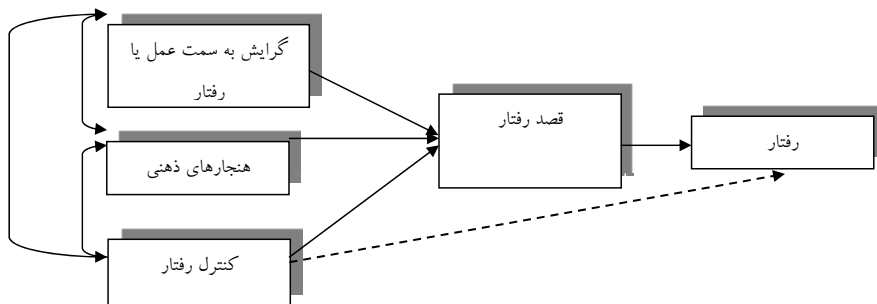 گرایش به سمت عمل یا
رفتار
قصد رفتار
رفتار
هنجارهای ذهنی
کنترل رفتار